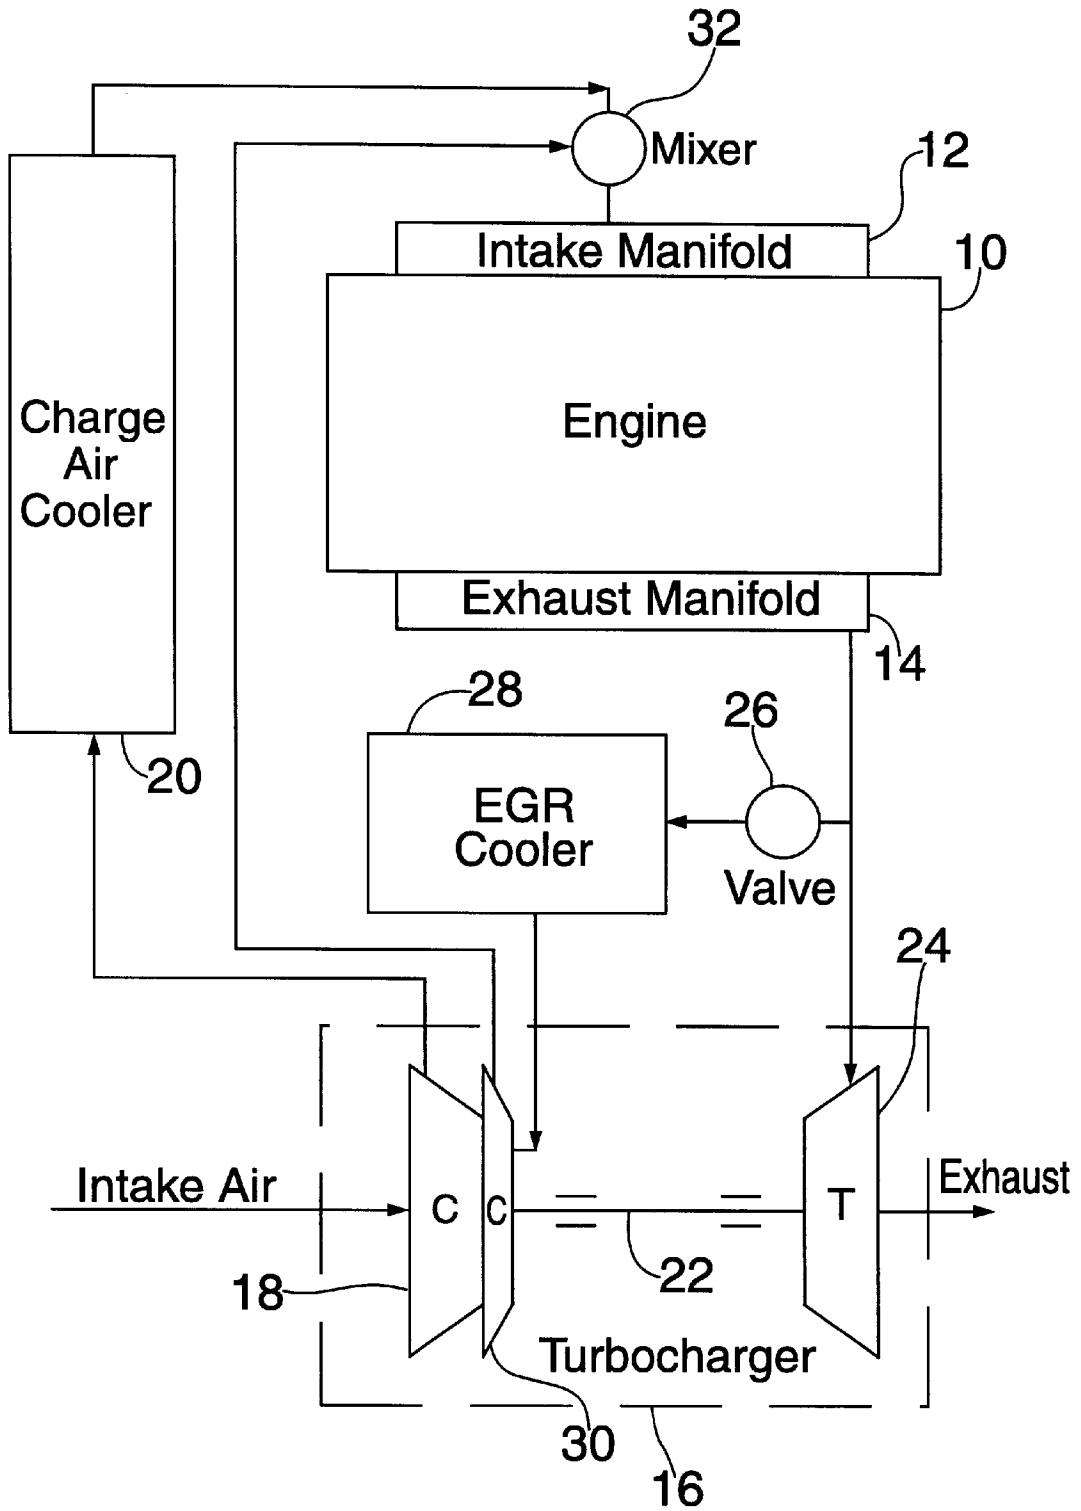 32
Mixer
12
Intake Manifold
10
Engine
Charge
Air
Cooler
Exhaust Manifold
14
28
26
20
EGR
Cooler
Valve
24
Intake Air
Exhaust
C
C
T
18
22
Turbocharger
30
16